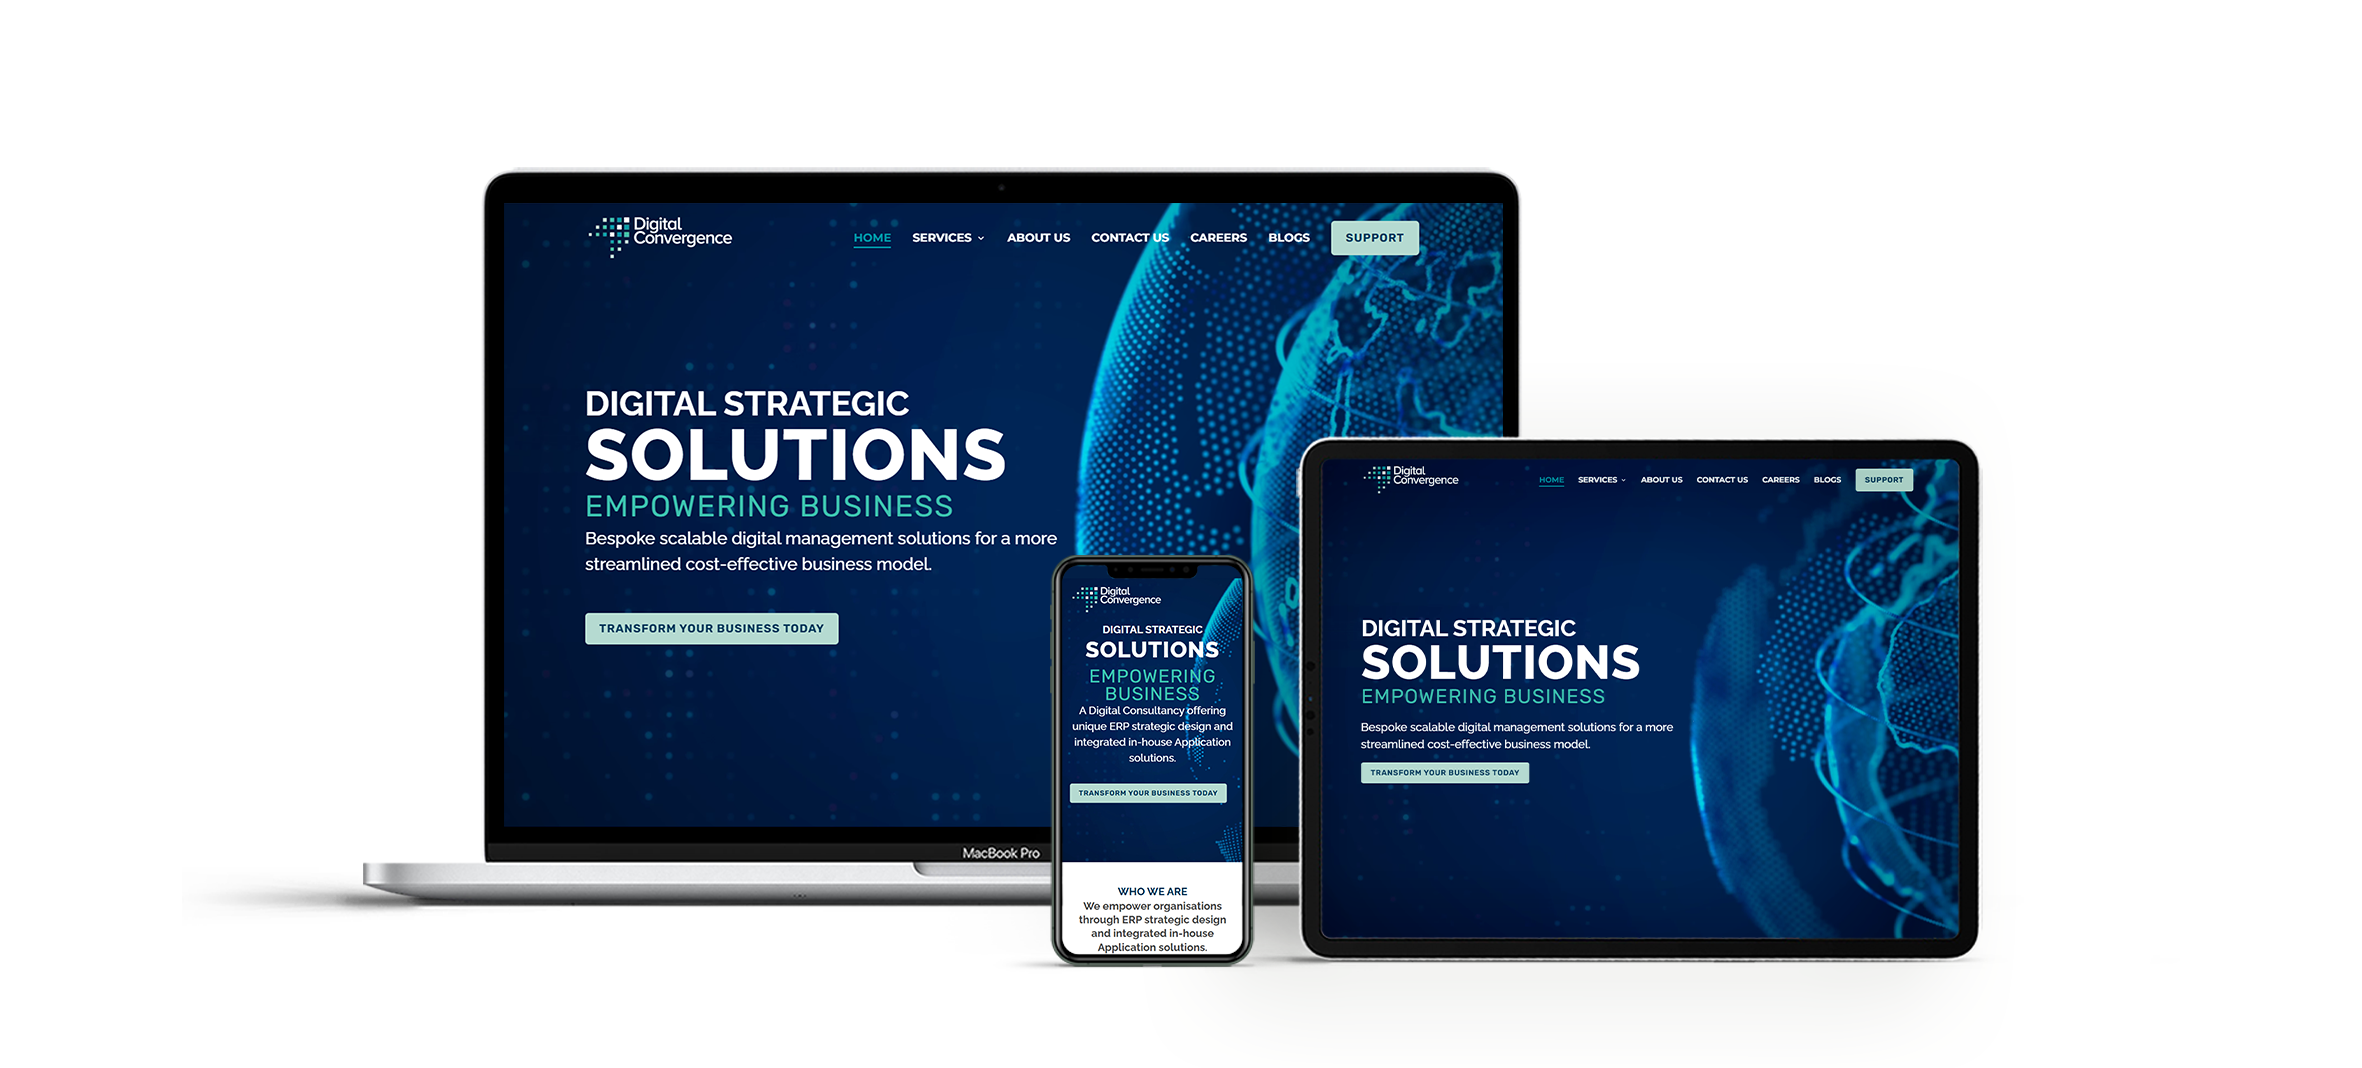 Digital
Convergence
HOME SERVICES ABOUT US CONTACT US CAREERS BLOGS SUPPORT
DIGITAL STRATEGIC
SOLUTIONS
EMPOWERING BUSINESS
Bespoke scalable digital management solutions for a more
streamlined cost-effective business model.
TRANSFORM YOUR BUSINESS TODAY
MacBook Pro
Digital
Convergence
DIGITAL STRATEGIC
SOLUTIONS
EMPOWERING
BUSINESS
A Digital Consultancy offering
unique ERP strategic design and
integrated in-house Application
solutions.
TRANSFORM YOUR BUSINESS TODAY
WHO WE ARE
We empower organisations
through ERP strategic design
and integrated in-house
Application solutions.
Digital
Convergence
HOME SERVICES ABOUT US CONTACT US CAREERS BLOGS SUPPORT
DIGITAL STRATEGIC
SOLUTIONS
EMPOWERING BUSINESS
Bespoke scalable digital management solutions for a more
streamlined cost-effective business model.
TRANSFORM YOUR BUSINESS TODAY